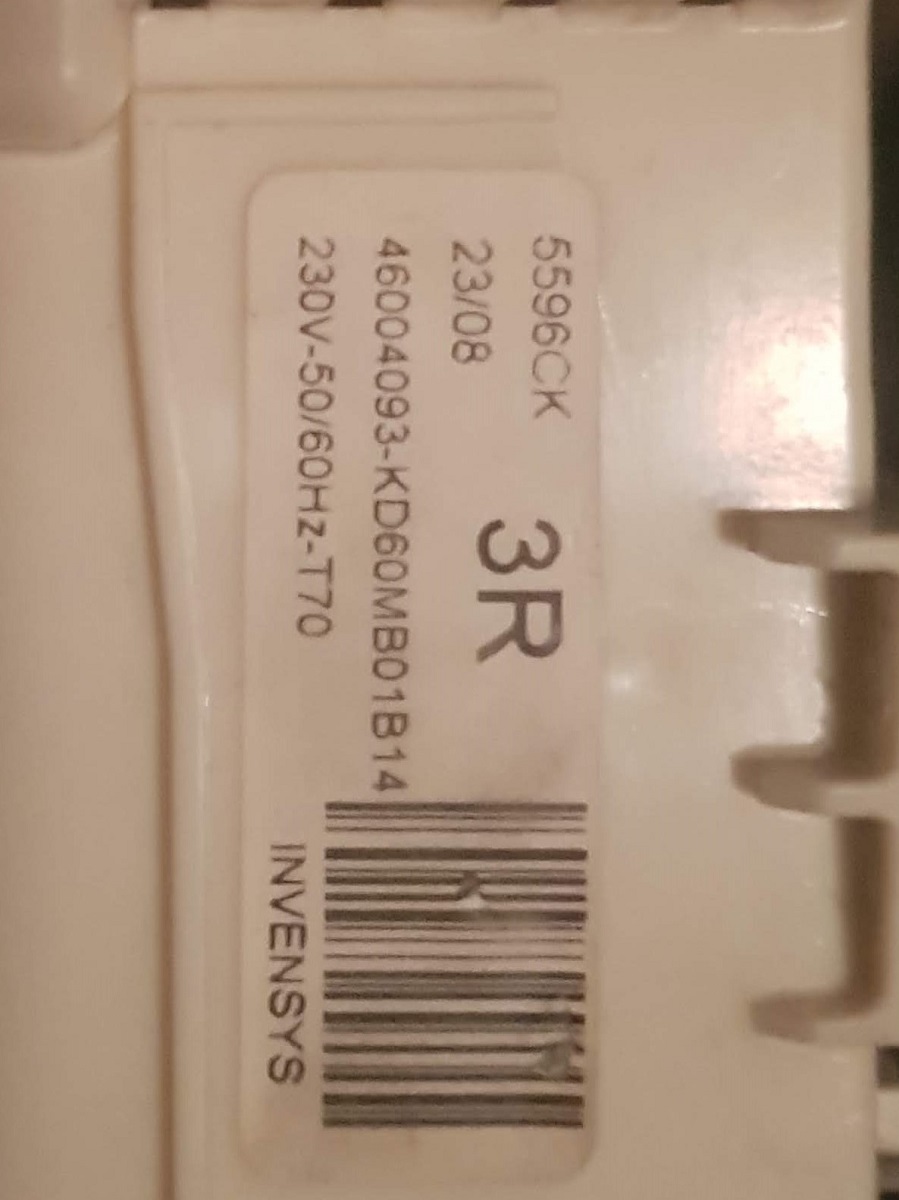 5596CK
23/08
3R
46004093-KD60MB01B14
230V-50/60Hz-T70
INVENSYS